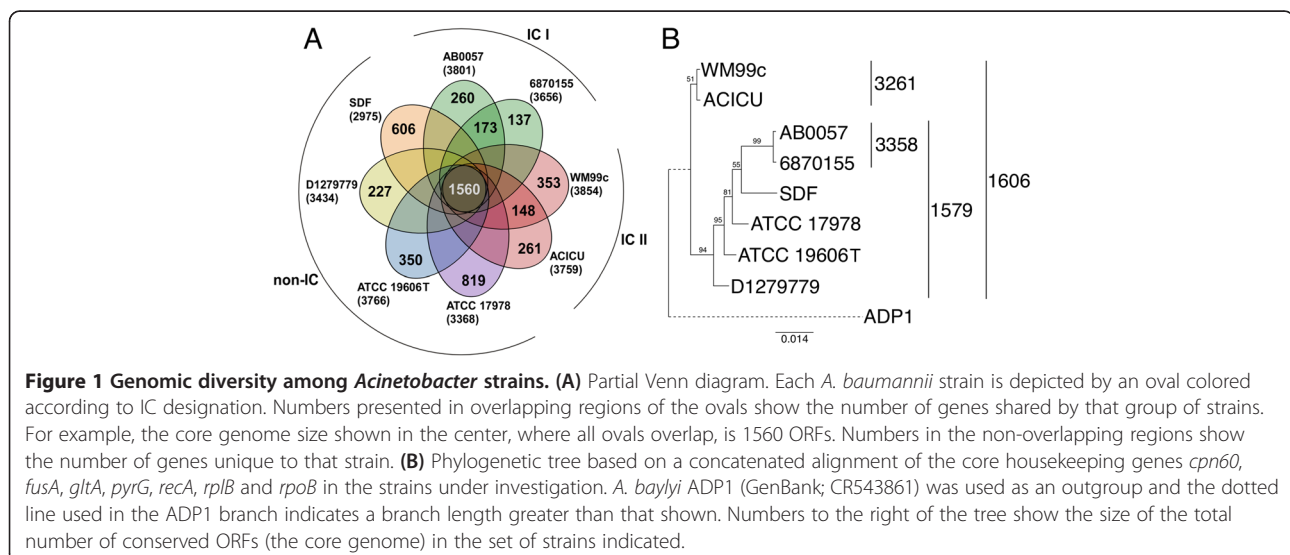 A
IC I
AB0057
(3801)
6870155
(3656)
SDF
(2975)
260
137
606
173
D1279779
(3434)
227
1560
353
WM99c
(3854)
148
350
261
IC II
819
ACICU
(3759)
non-IC
ATCC 19606T
(3766)
ATCC 17978
(3368)
B
WM99c
51
3261
ACICU
AB0057
99
3358
6870155
55
1606
SDF
81
1579
ATCC 17978
95
ATCC 19606T
94
D1279779
ADP1
0.014
Figure 1 Genomic diversity among Acinetobacter strains. (A) Partial Venn diagram. Each A. baumannii strain is depicted by an oval colored
according to IC designation. Numbers presented in overlapping regions of the ovals show the number of genes shared by that group of strains.
For example, the core genome size shown in the center, where all ovals overlap, is 1560 ORFs. Numbers in the non-overlapping regions show
the number of genes unique to that strain. (B) Phylogenetic tree based on a concatenated alignment of the core housekeeping genes cpn60,
fusA, gltA, pyrG, recA, rplB and rpoB in the strains under investigation. A. baylyi ADP1 (GenBank; CR543861) was used as an outgroup and the dotted
line used in the ADP1 branch indicates a branch length greater than that shown. Numbers to the right of the tree show the size of the total
number of conserved ORFs (the core genome) in the set of strains indicated.